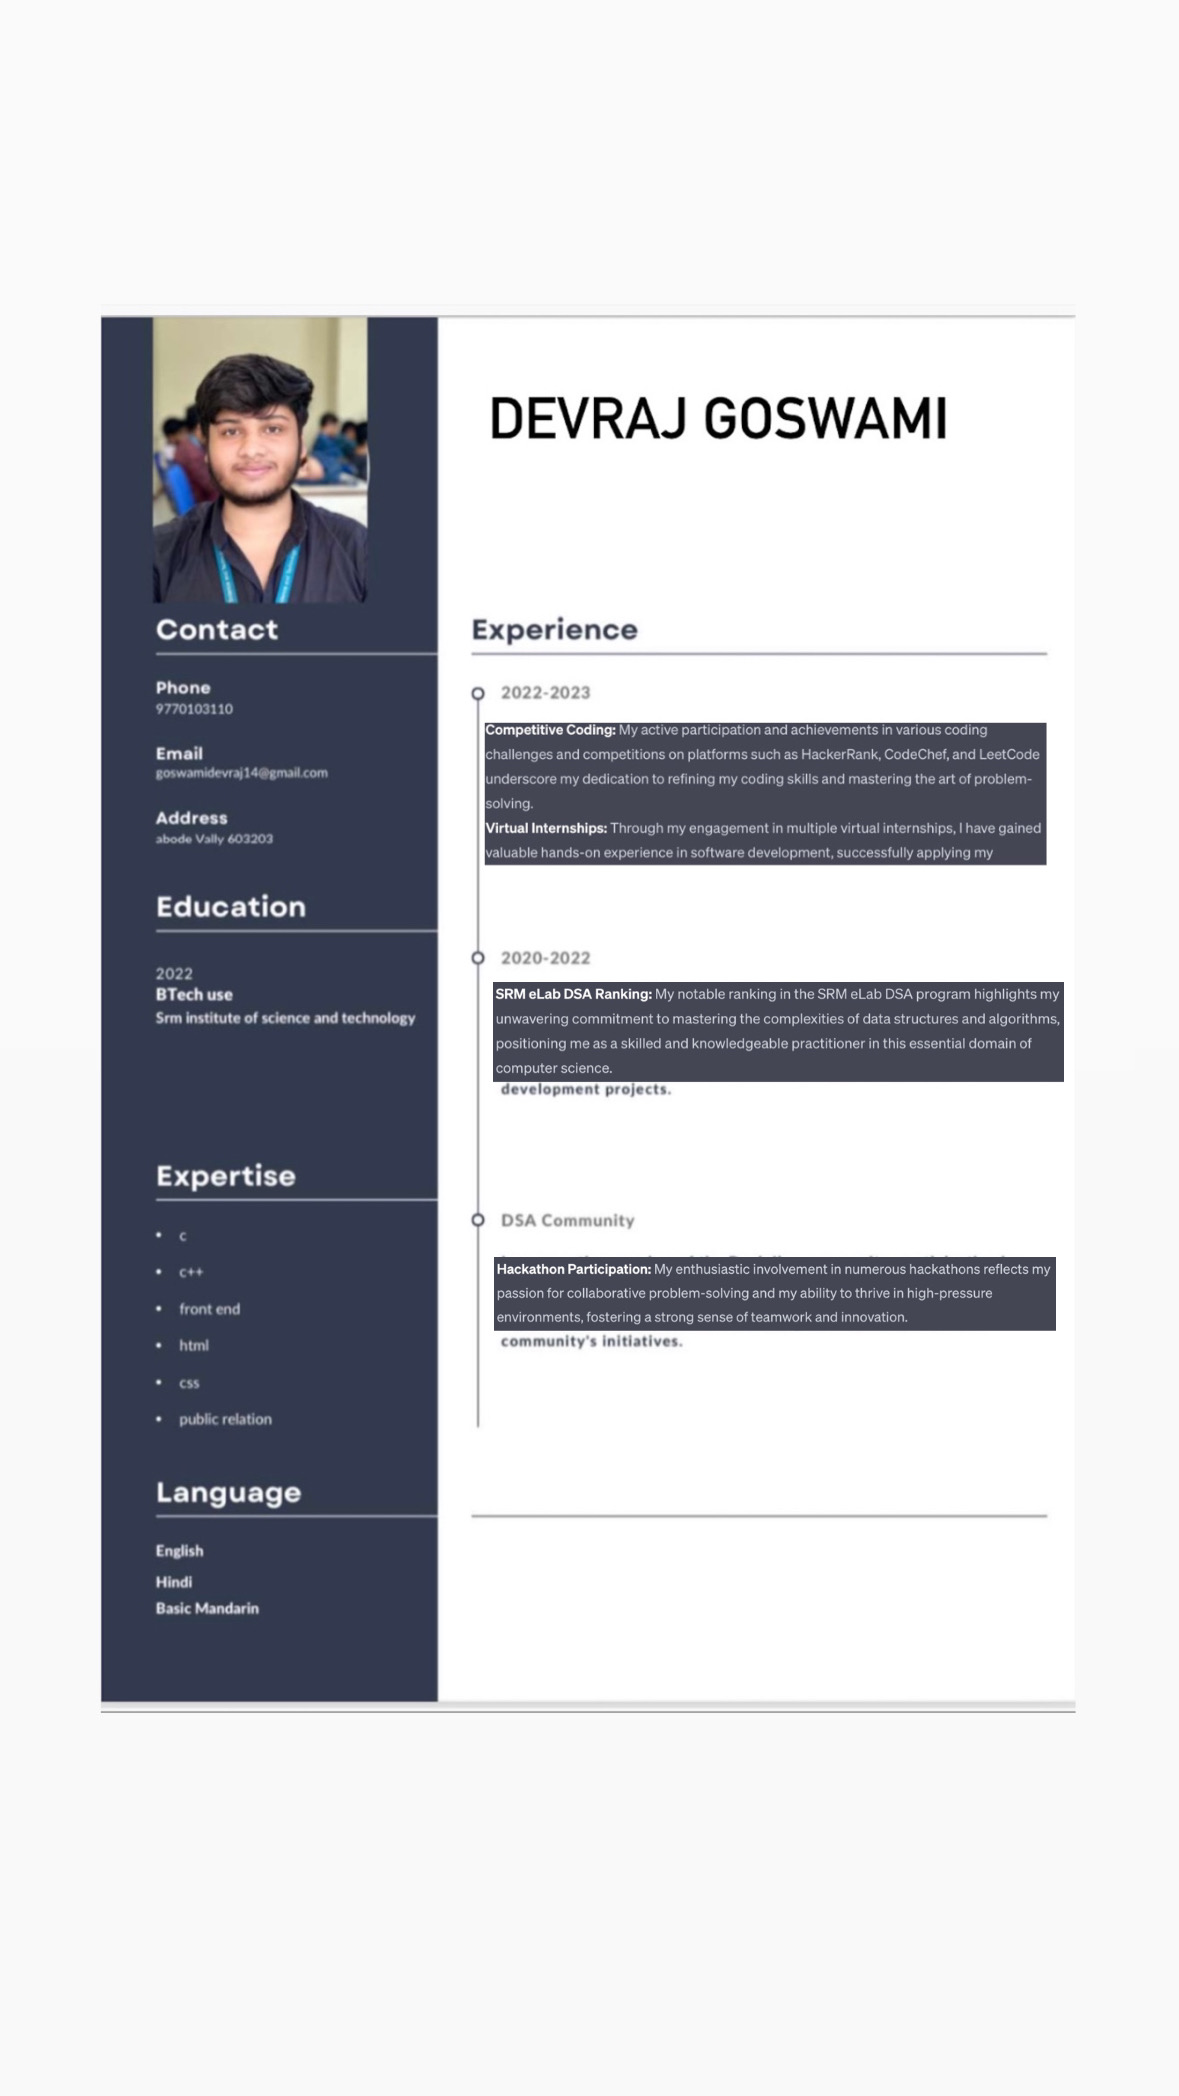 DEVRAJ GOSWAMI
Contact
Phone
9770103110
Email
goswamidevraj14@gmail.com
Address
abode Vally 603203
Education
2022
BTech use
Srm institute of science and technology
Expertise
• c
• c++
• front end
• html
• css
• public relation
Language
English
Hindi
Basic Mandarin
Experience
2022-2023
Competitive Coding: My active participation and achievements in various coding
challenges and competitions on platforms such as HackerRank, CodeChef, and LeetCode
underscore my dedication to refining my coding skills and mastering the art of problem-
solving.
Virtual Internships: Through my engagement in multiple virtual internships, I have gained
valuable hands-on experience in software development, successfully applying my
2020-2022
SRM eLab DSA Ranking: My notable ranking in the SRM eLab DSA program highlights my
unwavering commitment to mastering the complexities of data structures and algorithms,
positioning me as a skilled and knowledgeable practitioner in this essential domain of
computer science.
development projects.
DSA Community
Hackathon Participation: My enthusiastic involvement in numerous hackathons reflects my
passion for collaborative problem-solving and my ability to thrive in high-pressure
environments, fostering a strong sense of teamwork and innovation.
community's initiatives.